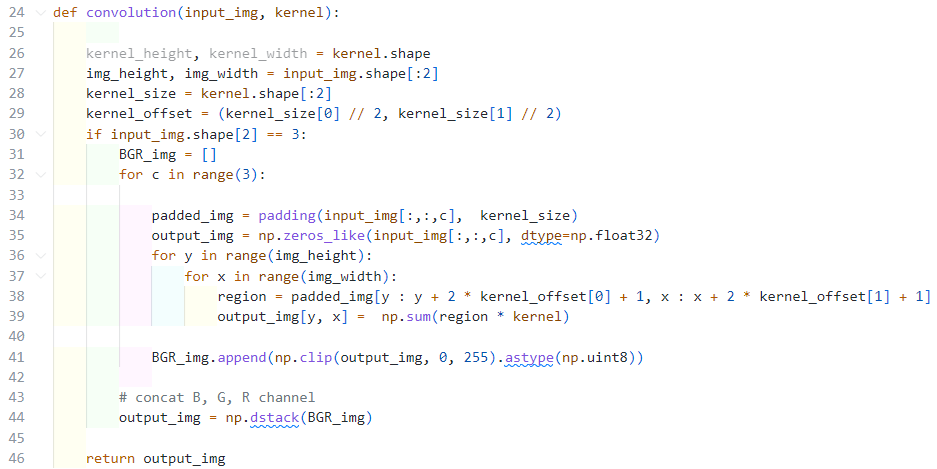 24 def convolution(input_img, kernel):
25
26     kernel_height, kernel_width = kernel.shape
27     img_height, img_width = input_img.shape[:2]
28     kernel_size = kernel.shape[:2]
29     kernel_offset = (kernel_size[0] // 2, kernel_size[1] // 2)
30     if input_img.shape[2] == 3:
31         BGR_img = []
32         for c in range(3):
33
34             padded_img = padding(input_img[:,:,c],  kernel_size)
35             output_img = np.zeros_like(input_img[:,:,c], dtype=np.float32)
36             for y in range(img_height):
37                 for x in range(img_width):
38                     region = padded_img[y : y + 2 * kernel_offset[0] + 1, x : x + 2 * kernel_offset[1] + 1]
39                     output_img[y, x] =  np.sum(region * kernel)
40
41             BGR_img.append(np.clip(output_img, 0, 255).astype(np.uint8))
42
43         # concat B, G, R channel
44         output_img = np.dstack(BGR_img)
45
46     return output_img